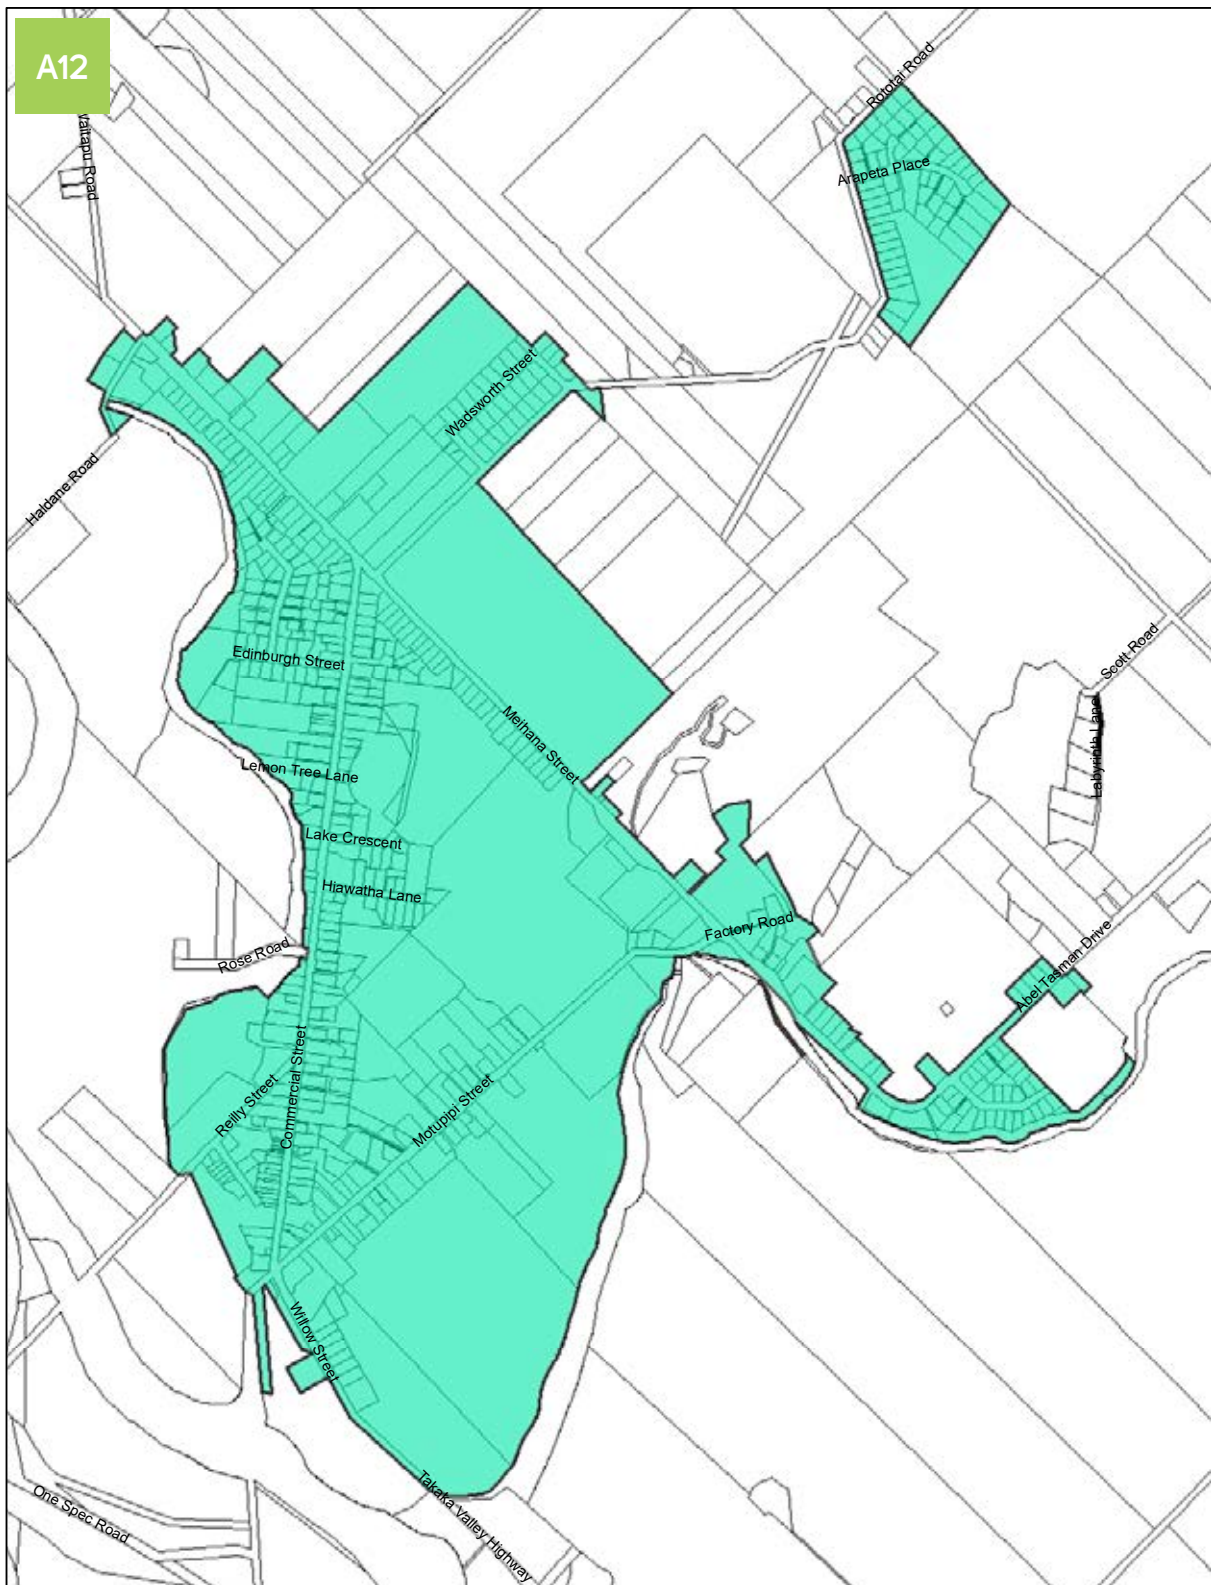 A12
Rototai Road
Waitapu Road
Arapeta Place
Wadsworth Street
Haldane Road
Edinburgh Street
Scott Road
Meihana Street
Labyrinth Lane
Lemon Tree Lane
Lake Crescent
Hiawatha Lane
Factory Road
Rose Road
Abel Tasman Drive
Commercial Street
Reilly Street
Motupipi Street
Willow Street
Takaka Valley Highway
One Spec Road